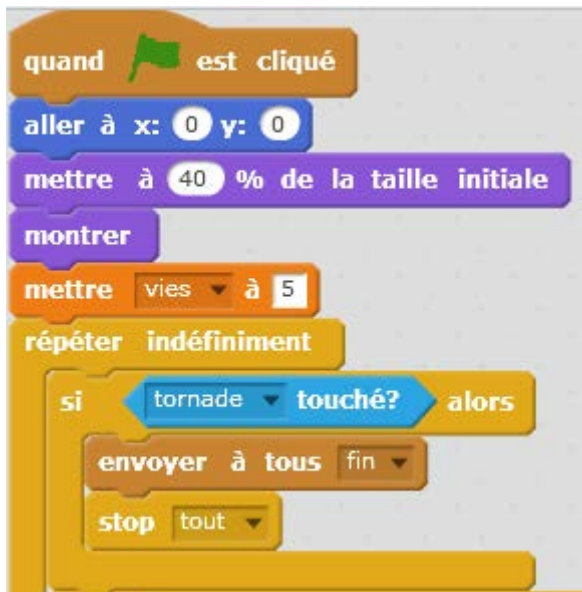 quand est cliqué
aller à x: 0 y: 0
mettre à 40 % de la taille initiale
montrer
mettre vies à 5
répéter indéfiniment
si tornade touché? alors
envoyer à tous fin
stop tout